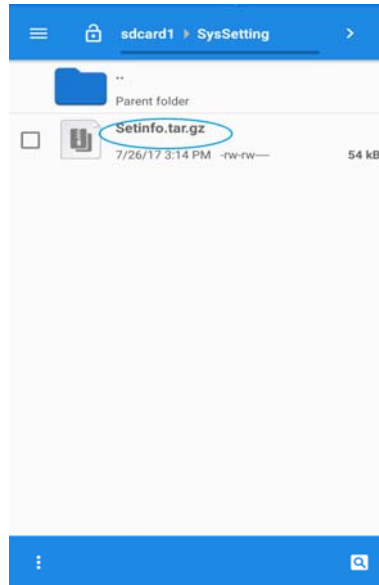 sdcard1 SysSetting
..
Parent folder
Setinfo.tar.gz
7/26/17 3:14 PM -rw-rw---- 54 kB